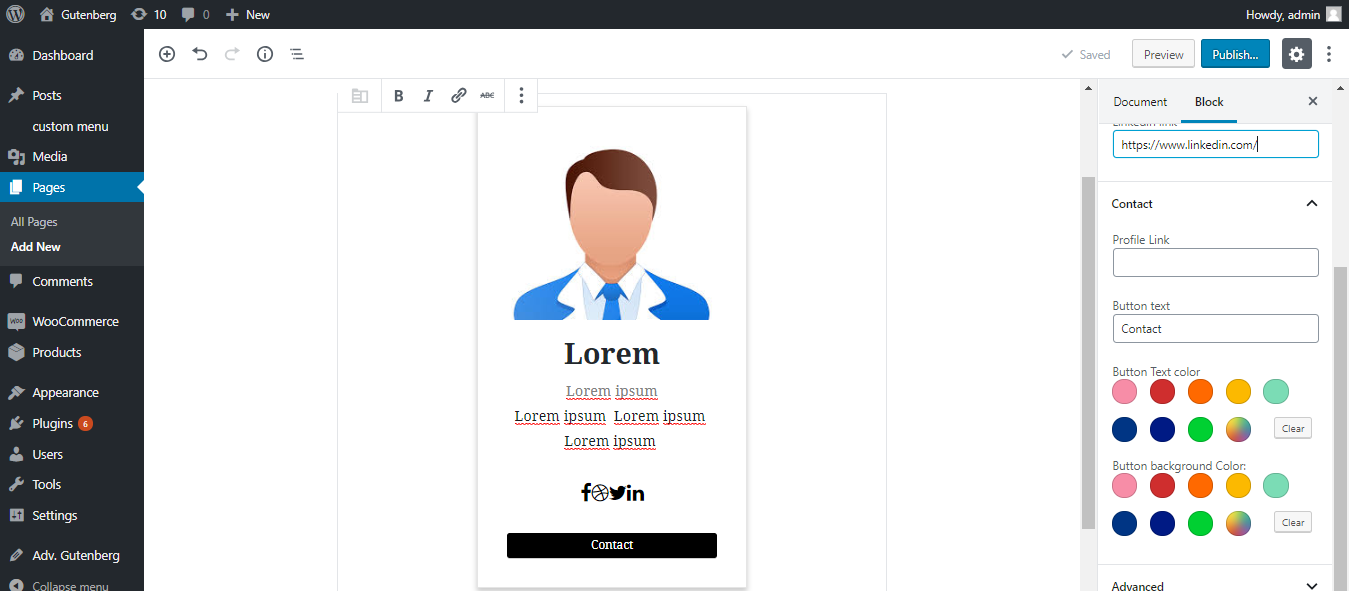 Gutenberg 10 0 New Howdy, admin
Dashboard
Posts
custom menu
Media
Pages
All Pages
Add New
Comments
WooCommerce
Products
Appearance
Plugins 6
Users
Tools
Settings
Adv. Gutenberg
Collapse menu
Saved Preview Publish...
B I ABC
Lorem
Lorem ipsum
Lorem ipsum Lorem ipsum
Lorem ipsum
Contact
Document Block
LinkedIn link
https://www.linkedin.com/
Contact
Profile Link
Button text
Contact
Button Text color
Clear
Button background Color:
Clear
Advanced